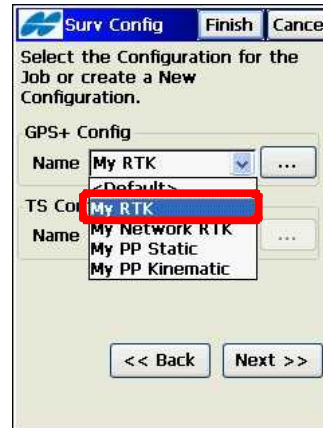 Surv Config Finish Cance
Select the Configuration for the
Job or create a New
Configuration.
GPS+ Config
Name My RTK ...
<Default>
TS Con My RTK
Name My Network RTK ...
My PP Static
My PP Kinematic
<< Back Next >>